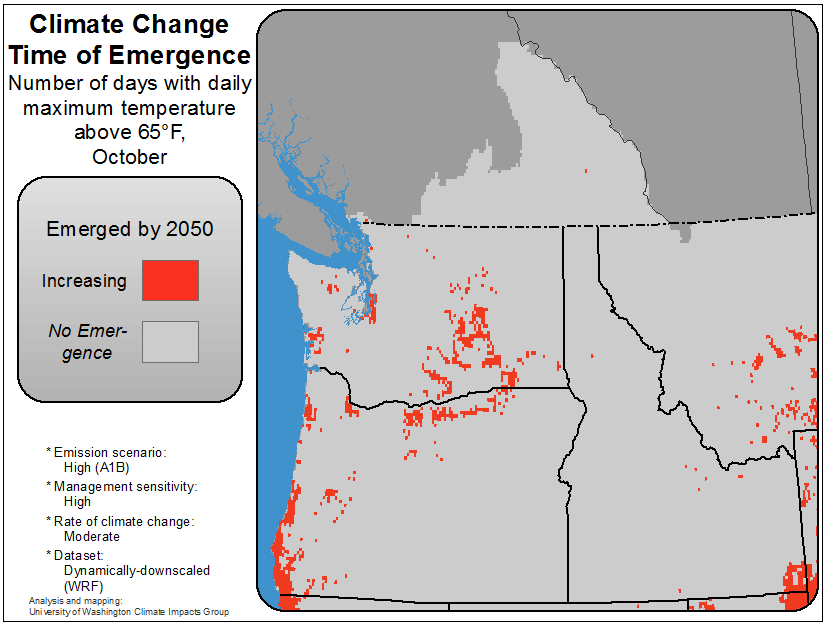 Climate Change
Time of Emergence
Number of days with daily
maximum temperature
above 65°F,
October
Emerged by 2050
Increasing
No Emer-
gence
* Emission scenario:
High (A1B)
* Management sensitivity:
High
* Rate of climate change:
Moderate
* Dataset:
Dynamically-downscaled
(WRF)
Analysis and mapping:
University of Washington Climate Impacts Group